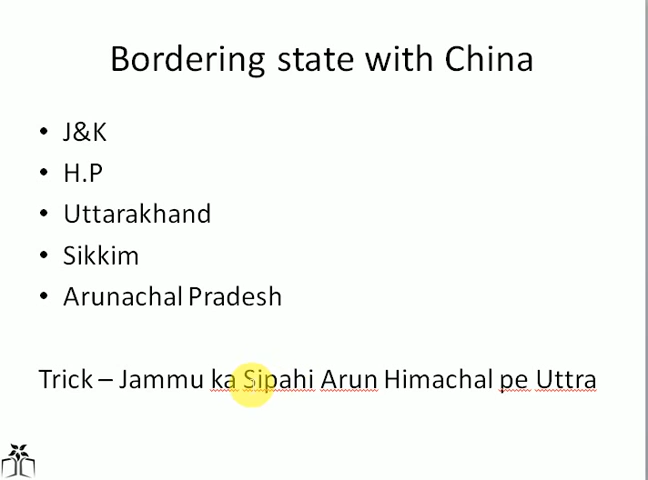 Bordering state with China
• J&K
• H.P
• Uttarakhand
• Sikkim
• Arunachal Pradesh
Trick – Jammu ka Sipahi Arun Himachal pe Uttra